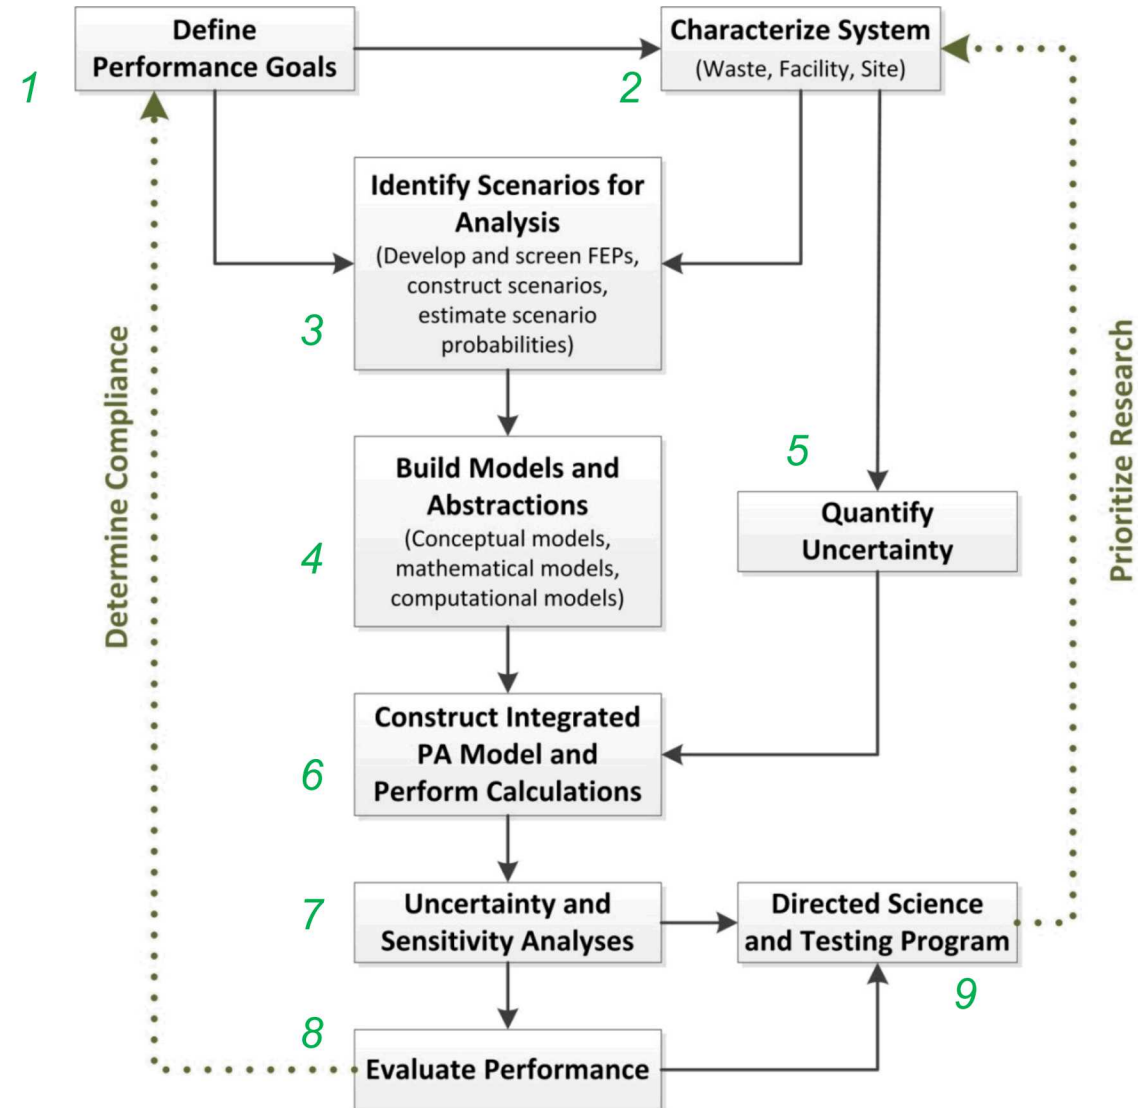 Define
Performance Goals
1
Characterize System
(Waste, Facility, Site)
2
Identify Scenarios for
Analysis
(Develop and screen FEPs,
construct scenarios,
estimate scenario
probabilities)
3
Build Models and
Abstractions
(Conceptual models,
mathematical models,
computational models)
4
5
Quantify
Uncertainty
Construct Integrated
PA Model and
Perform Calculations
6
Uncertainty and
Sensitivity Analyses
7
Directed Science
and Testing Program
9
8
Evaluate Performance
Determine Compliance
Prioritize Research